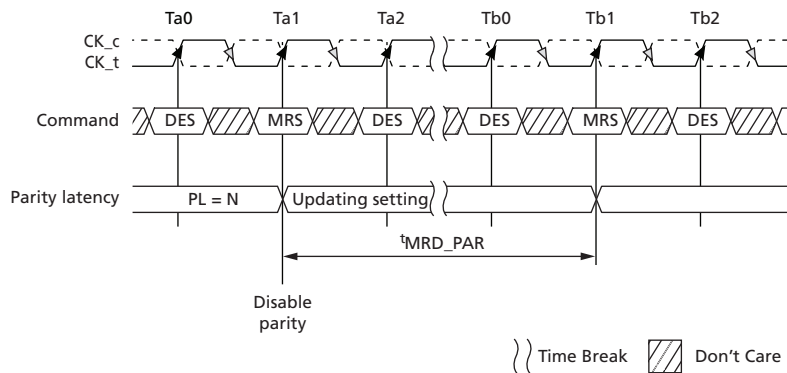 Ta0 Ta1 Ta2 Tb0 Tb1 Tb2
CK_c
CK_t
Command DES MRS DES DES MRS DES
Parity latency PL = N Updating setting
tMRD_PAR
Disable
parity
Time Break Don't Care